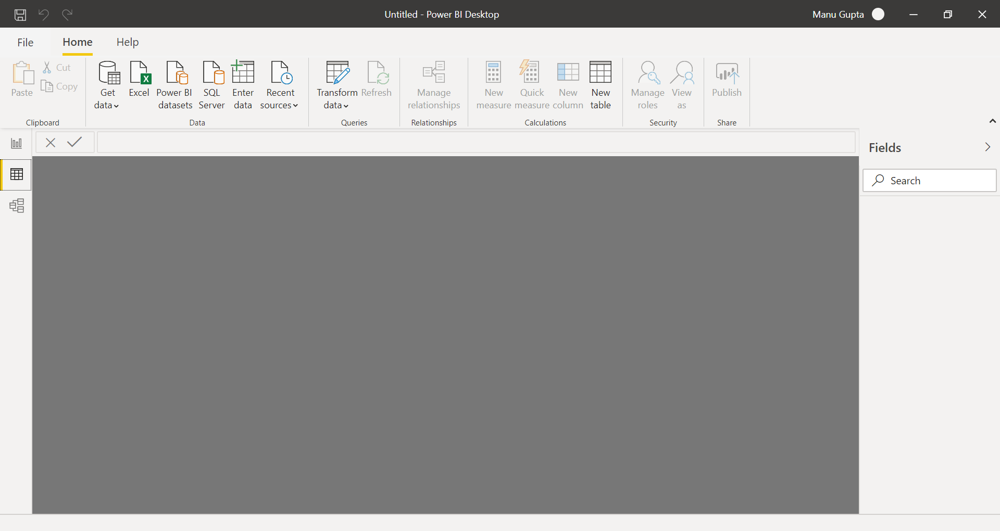 Untitled - Power BI Desktop
Manu Gupta
File
Home
Help
Paste
Cut
Copy
Clipboard
Get
data
Excel
Power BI
datasets
SQL
Server
Enter
data
Recent
sources
Data
Transform
data
Refresh
Queries
Manage
relationships
Relationships
New
measure
Quick
measure
New
column
New
table
Calculations
Manage
roles
View
as
Security
Publish
Share
Fields
Search